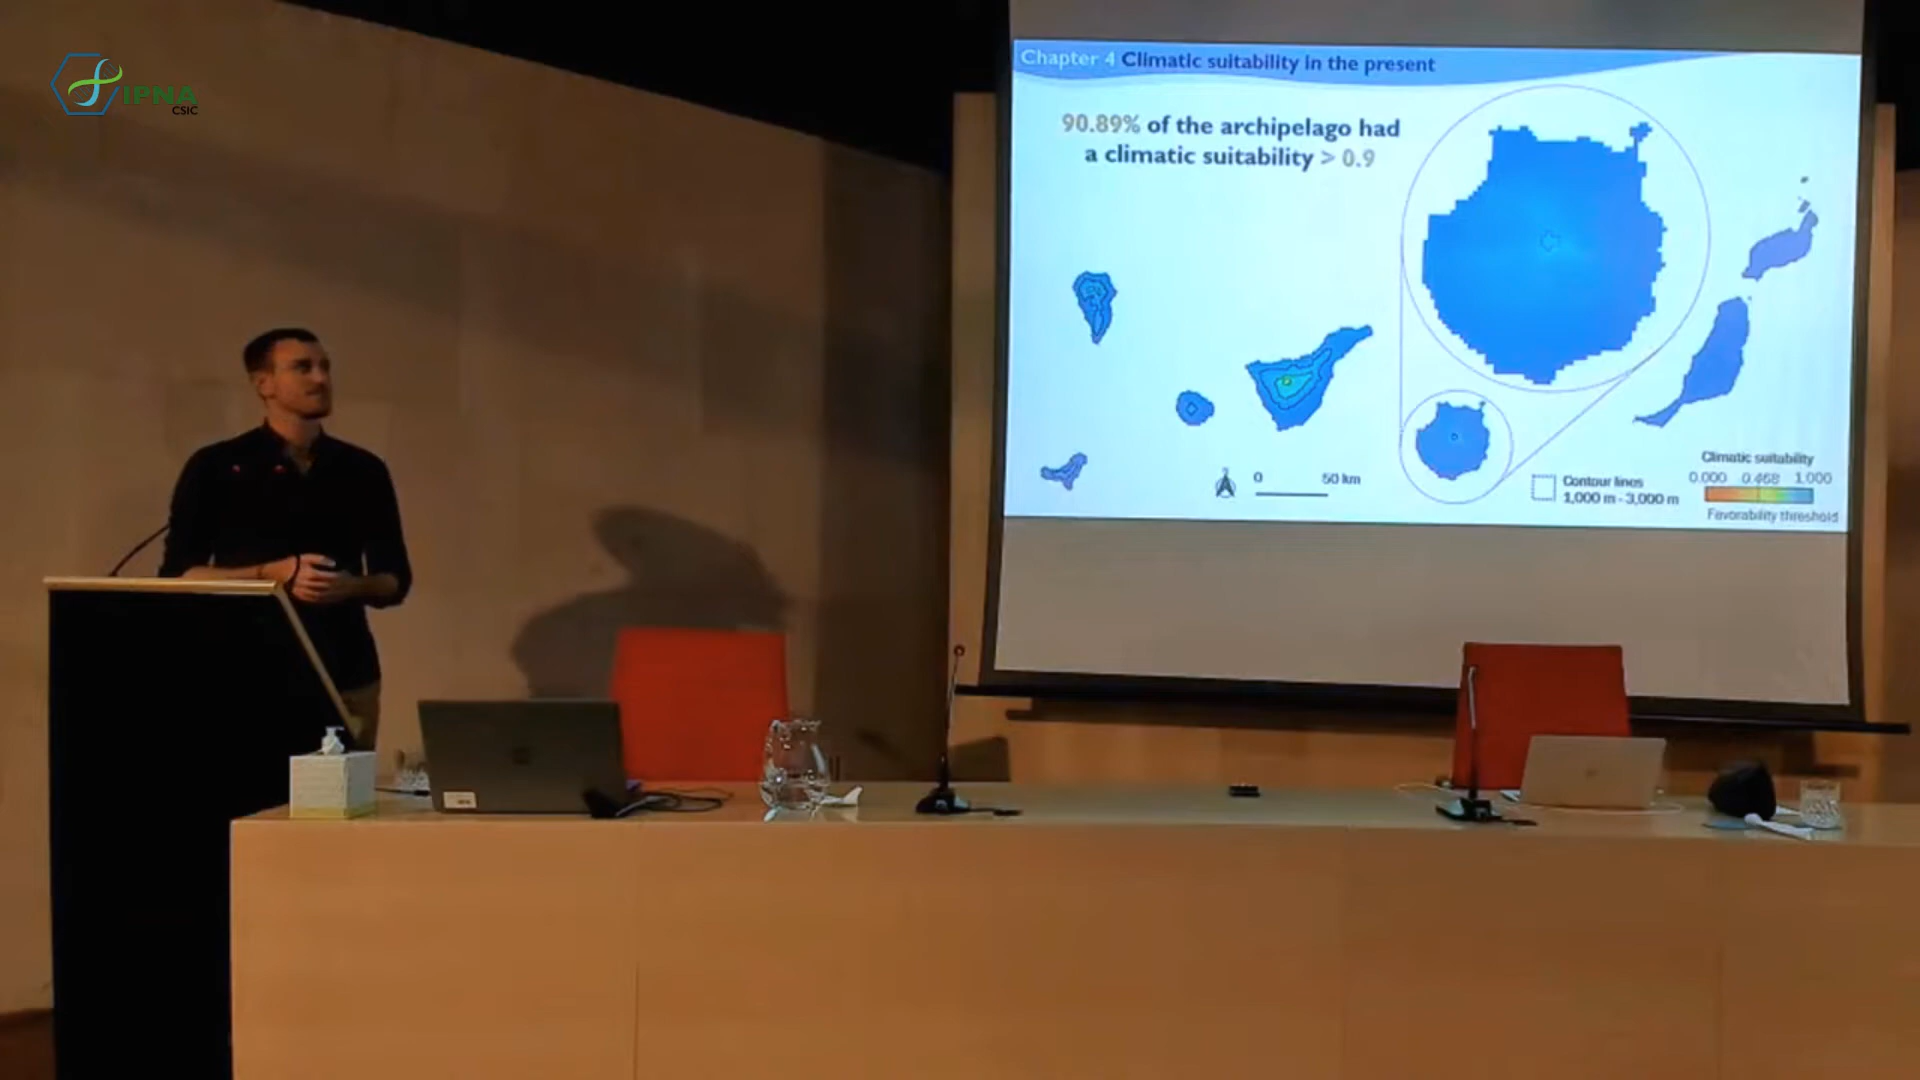 IPNA
CSIC
Chapter 4 Climatic suitability in the present
90.89% of the archipelago had
a climatic suitability > 0.9
0 50 km
Contour lines
1,000 m - 3,000 m
Climatic suitability
0.000 0.468 1.000
Favorability threshold